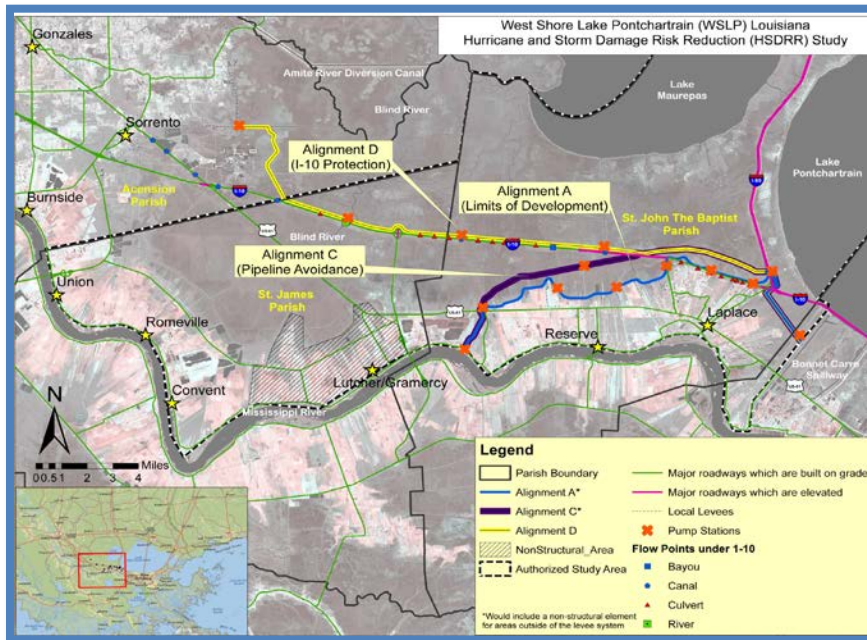 West Shore Lake Pontchartrain (WSLP) Louisiana
Hurricane and Storm Damage Risk Reduction (HSDRR) Study
Gonzales
Amite River Diversion Canal
Lake
Maurepas
Blind River
Sorrento
Alignment D
(I-10 Protection)
Lake
Pontchartrain
Alignment A
(Limits of Development)
Acension
Parish
Burnside
St. John The Baptist
Parish
Blind River
Alignment C
(Pipeline Avoidance)
Union
St. James
Parish
Laplace
Romeville
Reserve
Bonnet Carre
Spillway
Lutcher/Gramercy
Convent
Mississippi River
N
Miles
0 0.5 1 2 3 4
Legend
Parish Boundary
Alignment A*
Alignment C*
Alignment D
NonStructural_Area
Authorized Study Area
*Would include a non-structural element
for areas outside of the levee system
Major roadways which are built on grade
Major roadways which are elevated
Local Levees
Pump Stations
Flow Points under 1-10
Bayou
Canal
Culvert
River